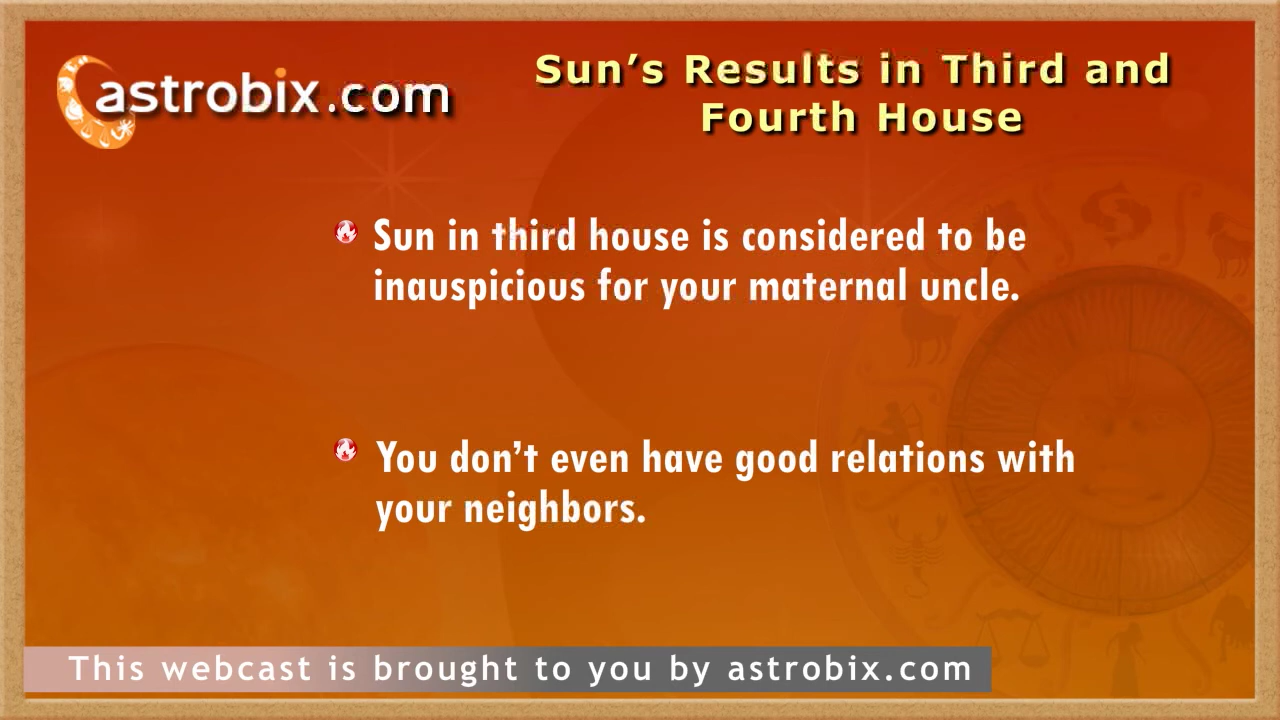 astrobix.com
Sun’s Results in Third and
Fourth House
Sun in third house is considered to be
inauspicious for your maternal uncle.
You don’t even have good relations with
your neighbors.
This webcast is brought to you by astrobix.com